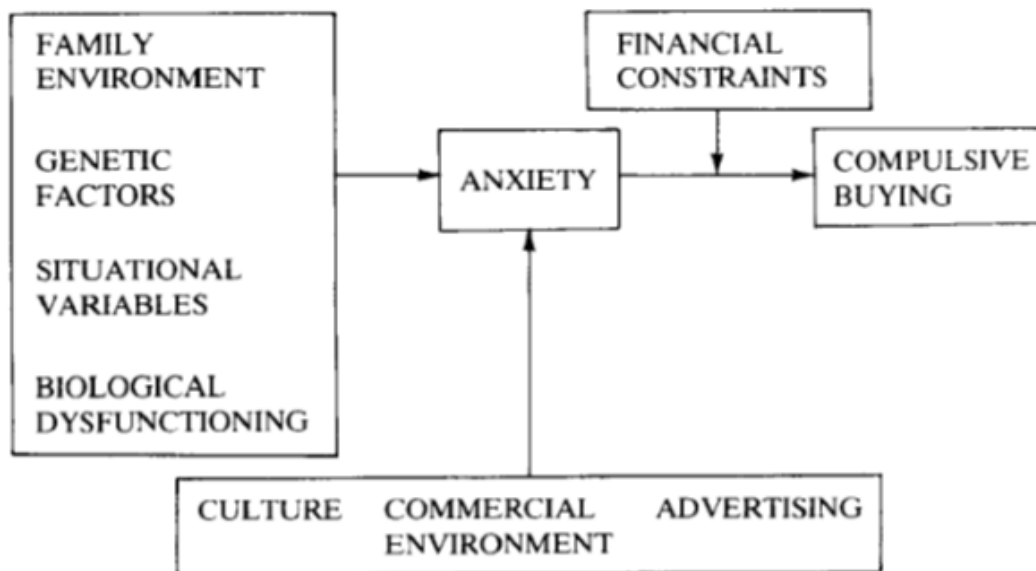 FAMILY
ENVIRONMENT
GENETIC
FACTORS
SITUATIONAL
VARIABLES
BIOLOGICAL
DYSFUNCTIONING
ANXIETY
FINANCIAL
CONSTRAINTS
COMPULSIVE
BUYING
CULTURE COMMERCIAL ADVERTISING
ENVIRONMENT